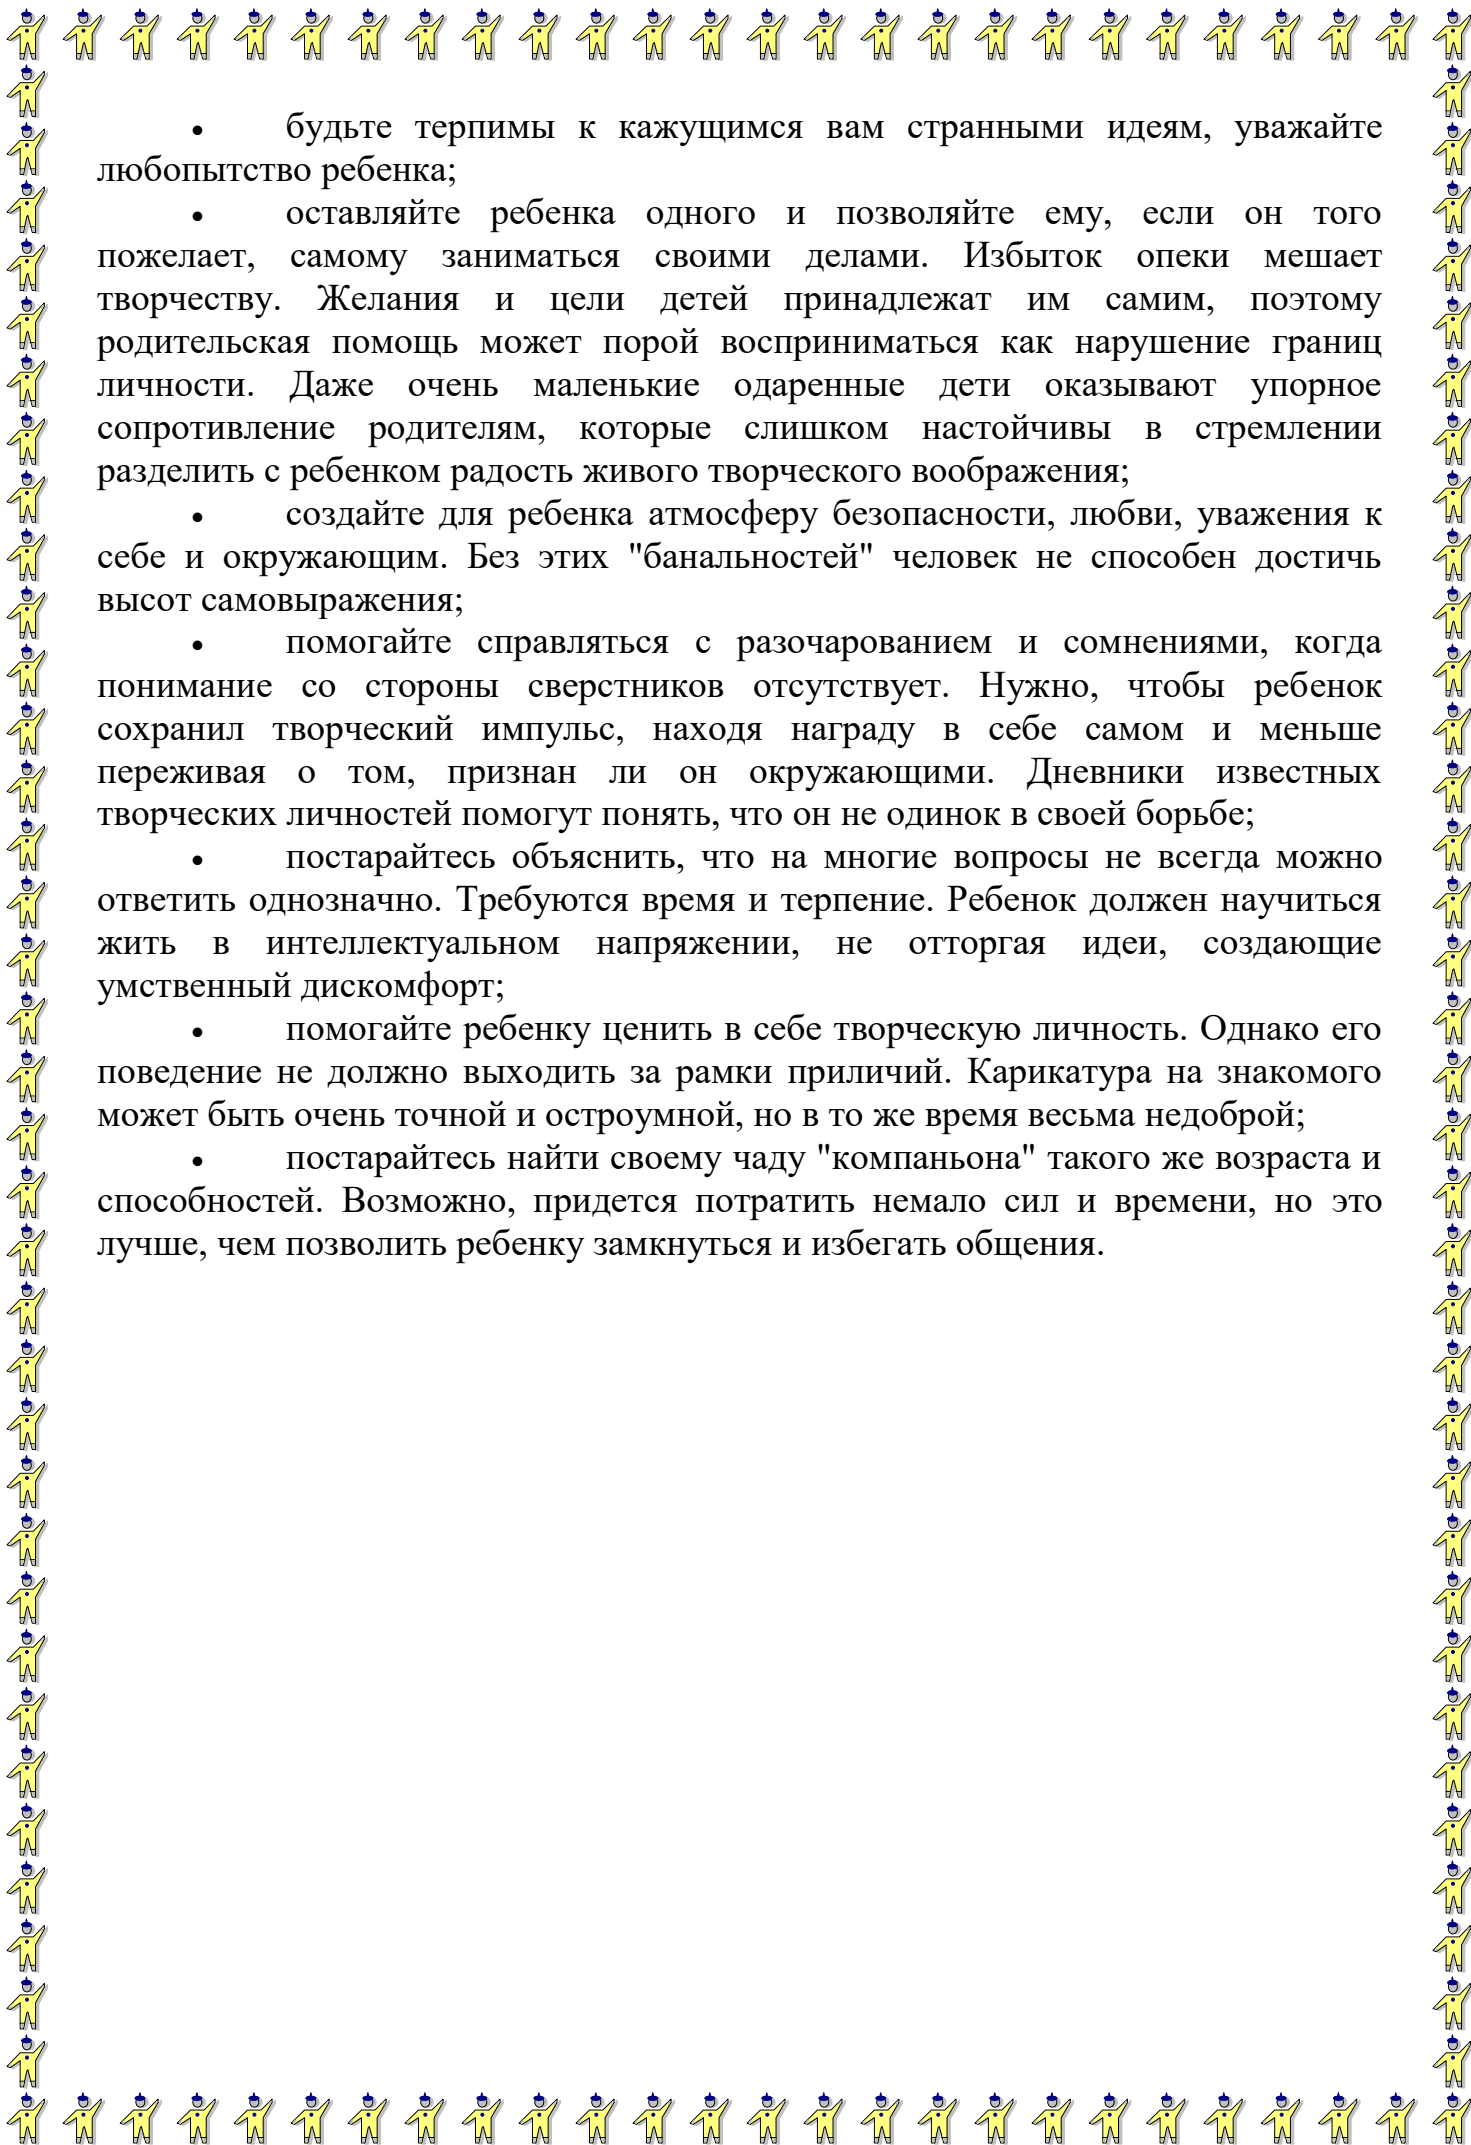 • будьте терпимы к кажущимся вам странными идеям, уважайте
любопытство ребенка;
• оставляйте ребенка одного и позволяйте ему, если он того
пожелает, самому заниматься своими делами. Избыток опеки мешает
творчеству. Желания и цели детей принадлежат им самим, поэтому
родительская помощь может порой восприниматься как нарушение границ
личности. Даже очень маленькие одаренные дети оказывают упорное
сопротивление родителям, которые слишком настойчивы в стремлении
разделить с ребенком радость живого творческого воображения;
• создайте для ребенка атмосферу безопасности, любви, уважения к
себе и окружающим. Без этих "банальностей" человек не способен достичь
высот самовыражения;
• помогайте справляться с разочарованием и сомнениями, когда
понимание со стороны сверстников отсутствует. Нужно, чтобы ребенок
сохранил творческий импульс, находя награду в себе самом и меньше
переживая о том, признан ли он окружающими. Дневники известных
творческих личностей помогут понять, что он не одинок в своей борьбе;
• постарайтесь объяснить, что на многие вопросы не всегда можно
ответить однозначно. Требуются время и терпение. Ребенок должен научиться
жить в интеллектуальном напряжении, не отторгая идеи, создающие
умственный дискомфорт;
• помогайте ребенку ценить в себе творческую личность. Однако его
поведение не должно выходить за рамки приличий. Карикатура на знакомого
может быть очень точной и остроумной, но в то же время весьма недоброй;
• постарайтесь найти своему чаду "компаньона" такого же возраста и
способностей. Возможно, придется потратить немало сил и времени, но это
лучше, чем позволить ребенку замкнуться и избегать общения.